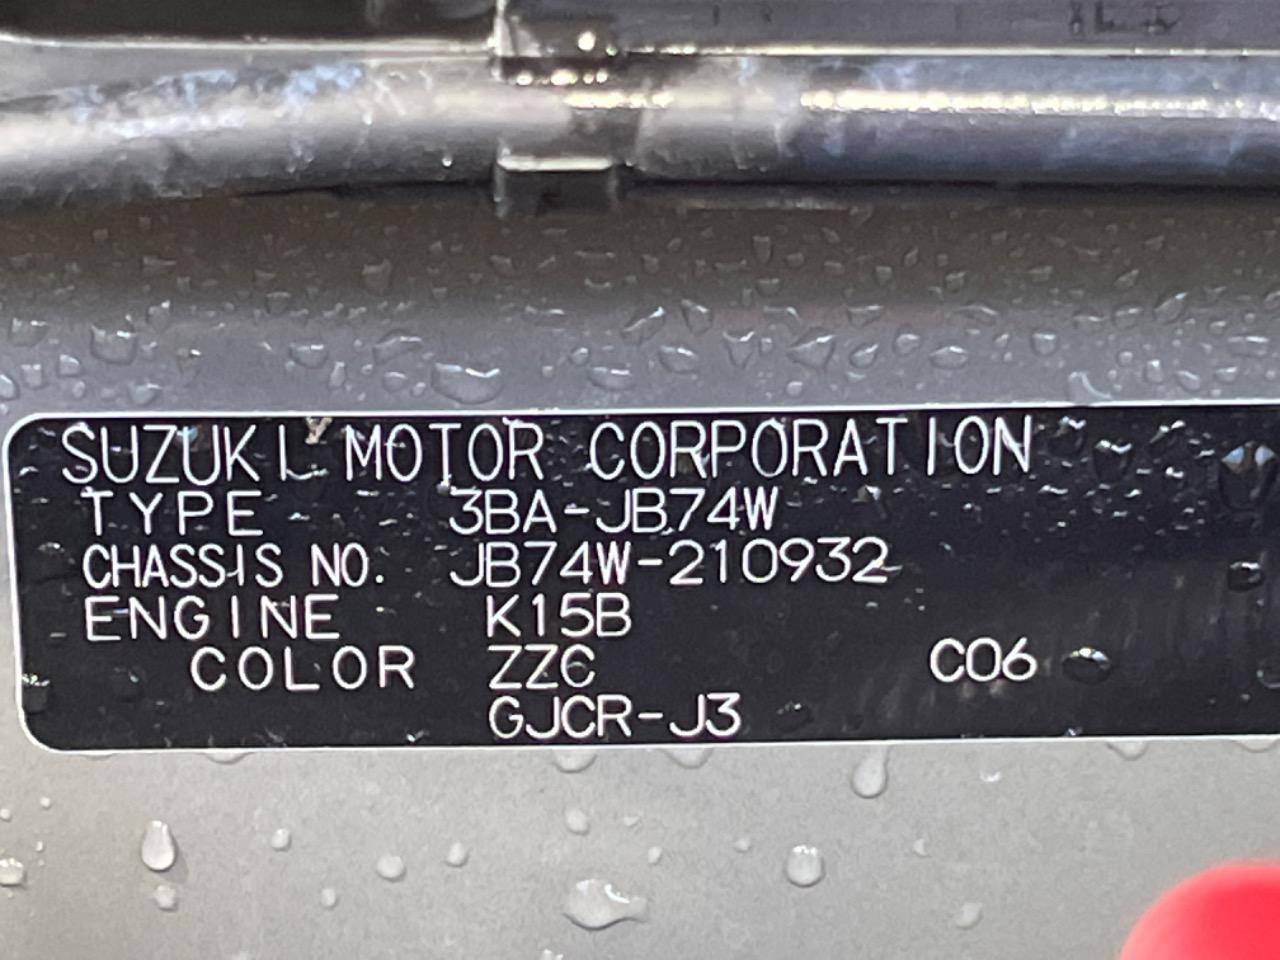 SUZUKI MOTOR CORPORATION
TYPE 3BA-JB74W
CHASSIS NO. JB74W-210932
ENGINE K15B
COLOR ZZC C06
GJCR-J3